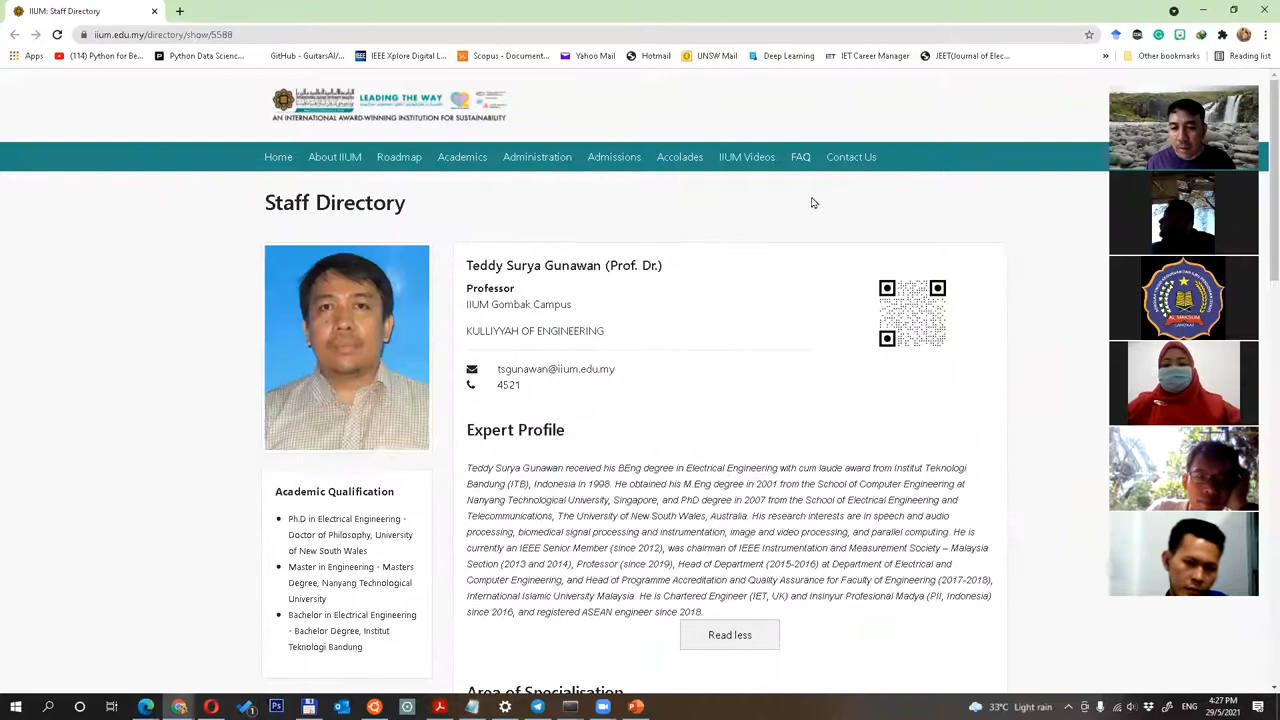 IIUM: Staff Directory
iium.edu.my/directory/show/5588
Apps
(114) Python for Be...
Python Data Scienc...
GitHub - GuitarsAI/...
IEEE Xplore Digital L...
Scopus - Document...
Yahoo Mail
Hotmail
UNSW Mail
Deep Learning
IET Career Manager
JEET(Journal of Elec...
»
Other bookmarks
Reading list
LEADING THE WAY
AN INTERNATIONAL AWARD-WINNING INSTITUTION FOR SUSTAINABILITY
Home
About IIUM
Roadmap
Academics
Administration
Admissions
Accolades
IIUM Videos
FAQ
Contact Us
Staff Directory
Teddy Surya Gunawan (Prof. Dr.)
Professor
IIUM Gombak Campus
KULLIYYAH OF ENGINEERING
tsgunawan@iium.edu.my
4521
Expert Profile
Teddy Surya Gunawan received his BEng degree in Electrical Engineering with cum laude award from Institut Teknologi
Bandung (ITB), Indonesia in 1998. He obtained his M.Eng degree in 2001 from the School of Computer Engineering at
Nanyang Technological University, Singapore, and PhD degree in 2007 from the School of Electrical Engineering and
Telecommunications, The University of New South Wales, Australia. His research interests are in speech and audio
processing, biomedical signal processing and instrumentation, image and video processing, and parallel computing. He is
currently an IEEE Senior Member (since 2012), was chairman of IEEE Instrumentation and Measurement Society – Malaysia
Section (2013 and 2014), Professor (since 2019), Head of Department (2015-2016) at Department of Electrical and
Computer Engineering, and Head of Programme Accreditation and Quality Assurance for Faculty of Engineering (2017-2018),
International Islamic University Malaysia. He is Chartered Engineer (IET, UK) and Insinyur Profesional Madya (PII, Indonesia)
since 2016, and registered ASEAN engineer since 2018.
Read less
Area of Specialisation
Academic Qualification
Ph.D in Electrical Engineering -
Doctor of Philosophy, University
of New South Wales
Master in Engineering - Masters
Degree, Nanyang Technological
University
Bachelor in Electrical Engineering
- Bachelor Degree, Institut
Teknologi Bandung
AL MAKSUM
LANGKAT
33°C Light rain
ENG
4:27 PM
29/5/2021